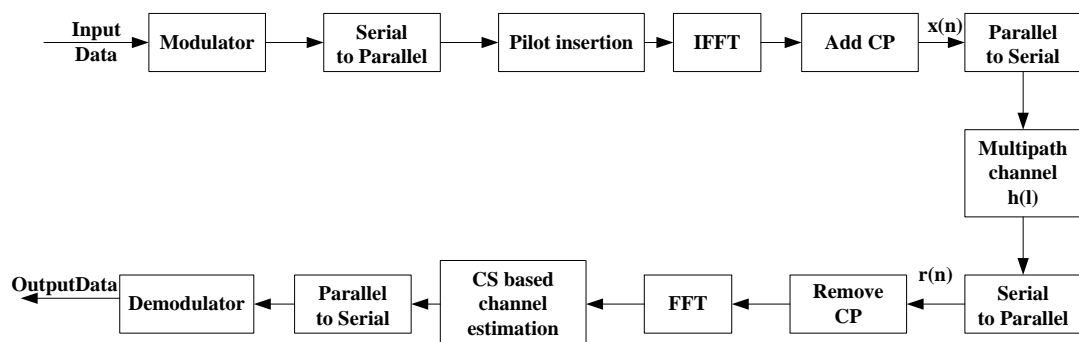 Input
Data
Modulator
Serial
to Parallel
Pilot insertion
IFFT
Add CP
x(n)
Parallel
to Serial
Multipath
channel
h(l)
OutputData
Demodulator
Parallel
to Serial
CS based
channel
estimation
FFT
Remove
CP
r(n)
Serial
to Parallel